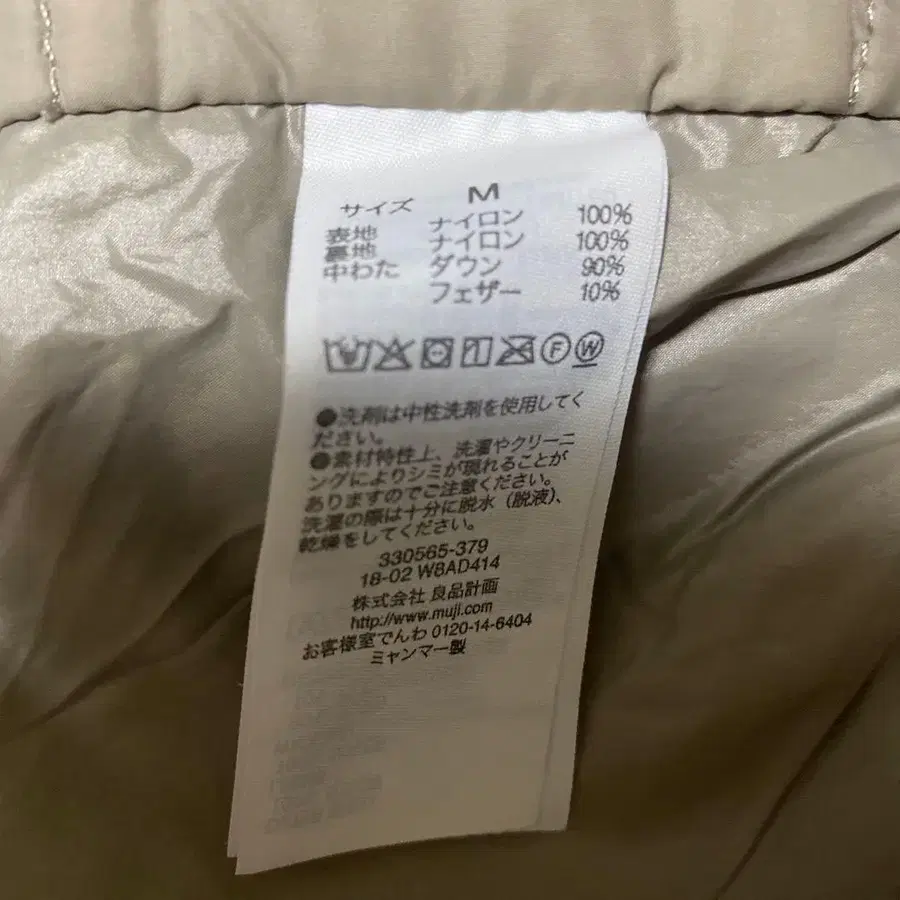 サイズ M
表地 ナイロン 100%
裏地 ナイロン 100%
中わた ダウン 90%
フェザー 10%
F W
●洗剤は中性洗剤を使用してく
ださい。
●素材特性上、洗濯やクリーニ
ングによりシミが現れることが
ありますのでご注意ください。
洗濯の際は十分に脱水（脱液）、
乾燥をしてください。
330565-379
18-02 W8AD414
株式会社 良品計画
http://www.muji.com
お客様室でんわ 0120-14-6404
ミャンマー製